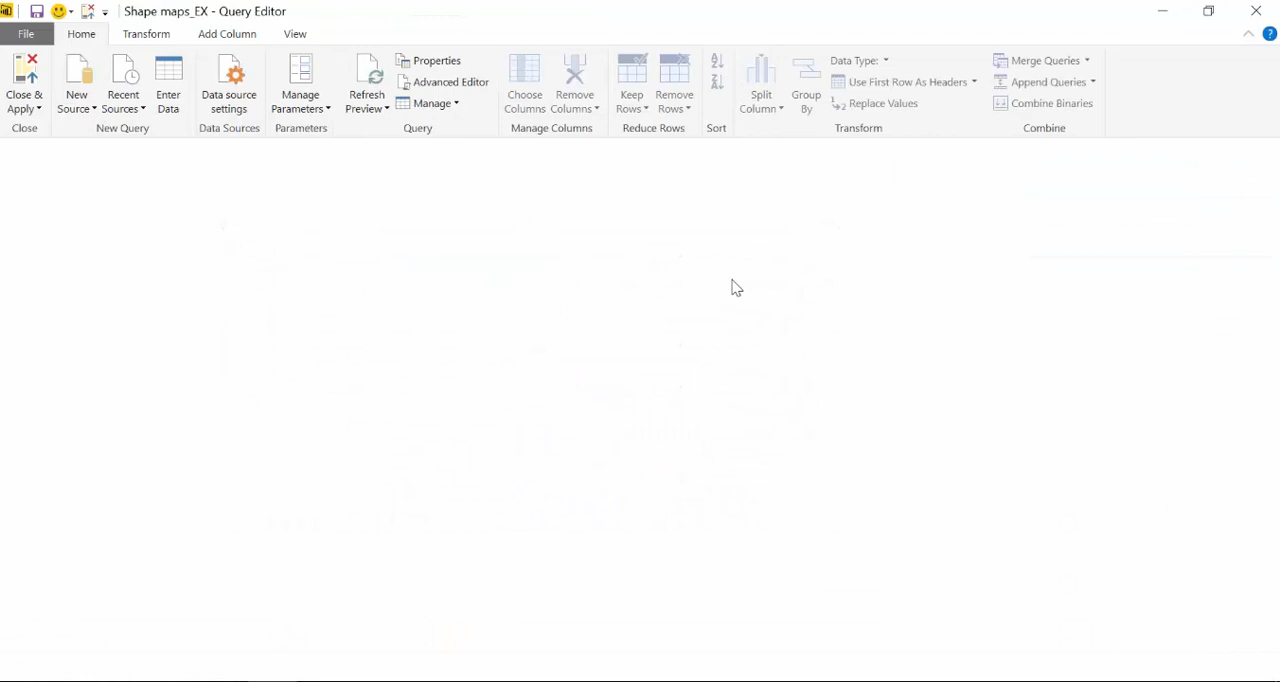 Shape maps_EX - Query Editor
File Home Transform Add Column View
Close & Apply
Close
New Source
Recent Sources
Enter Data
New Query
Data source settings
Data Sources
Manage Parameters
Parameters
Refresh Preview
Properties
Advanced Editor
Manage
Query
Choose Columns
Remove Columns
Manage Columns
Keep Rows
Remove Rows
Reduce Rows
Sort
Split Column
Group By
Data Type:
Use First Row As Headers
Replace Values
Transform
Merge Queries
Append Queries
Combine Binaries
Combine